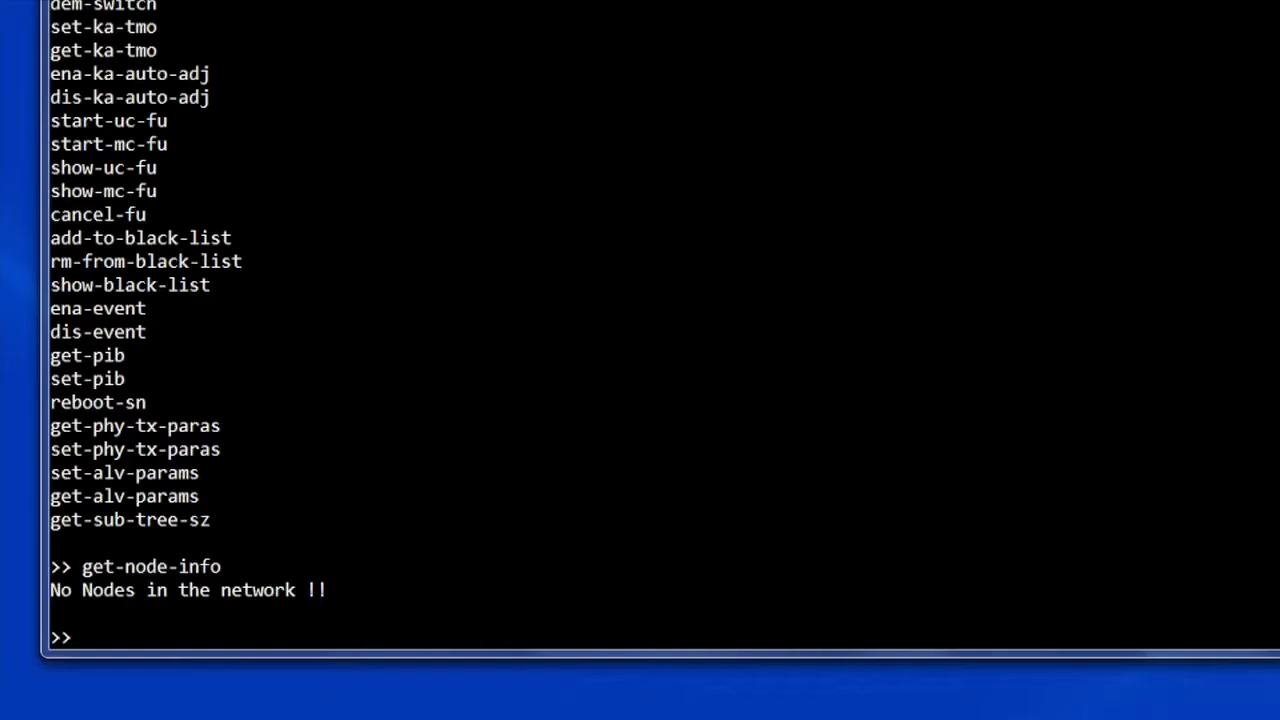 dem-switch
set-ka-tmo
get-ka-tmo
ena-ka-auto-adj
dis-ka-auto-adj
start-uc-fu
start-mc-fu
show-uc-fu
show-mc-fu
cancel-fu
add-to-black-list
rm-from-black-list
show-black-list
ena-event
dis-event
get-pib
set-pib
reboot-sn
get-phy-tx-paras
set-phy-tx-paras
set-alv-params
get-alv-params
get-sub-tree-sz
>> get-node-info
No Nodes in the network !!
>>